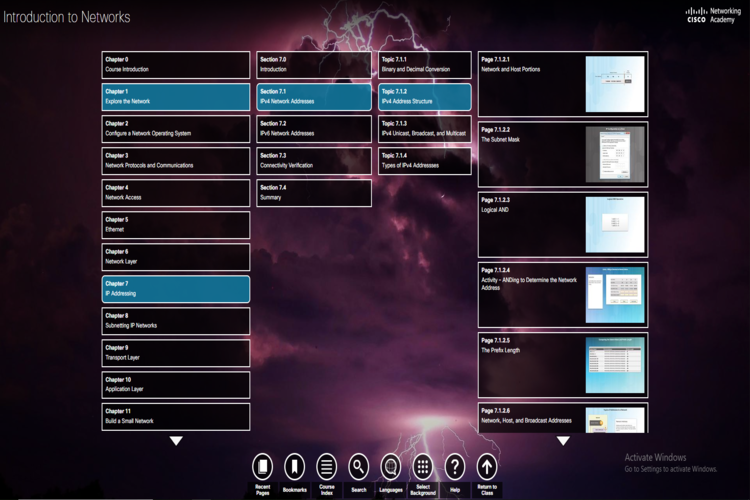 Introduction to Networks
Networking
CISCO Academy
Chapter 0
Course Introduction
Chapter 1
Explore the Network
Chapter 2
Configure a Network Operating System
Chapter 3
Network Protocols and Communications
Chapter 4
Network Access
Chapter 5
Ethernet
Chapter 6
Network Layer
Chapter 7
IP Addressing
Chapter 8
Subnetting IP Networks
Chapter 9
Transport Layer
Chapter 10
Application Layer
Chapter 11
Build a Small Network
Section 7.0
Introduction
Section 7.1
IPv4 Network Addresses
Section 7.2
IPv6 Network Addresses
Section 7.3
Connectivity Verification
Section 7.4
Summary
Topic 7.1.1
Binary and Decimal Conversion
Topic 7.1.2
IPv4 Address Structure
Topic 7.1.3
IPv4 Unicast, Broadcast, and Multicast
Topic 7.1.4
Types of IPv4 Addressses
Page 7.1.2.1
Network and Host Portions
Page 7.1.2.2
The Subnet Mask
Page 7.1.2.3
Logical AND
Page 7.1.2.4
Activity – ANDing to Determine the Network
Address
Page 7.1.2.5
The Prefix Length
Page 7.1.2.6
Network, Host, and Broadcast Addresses
Recent
Pages
Bookmarks
Course
Index
Search
Languages
Select
Background
Help
Return to
Class
Activate Windows
Go to Settings to activate Windows.